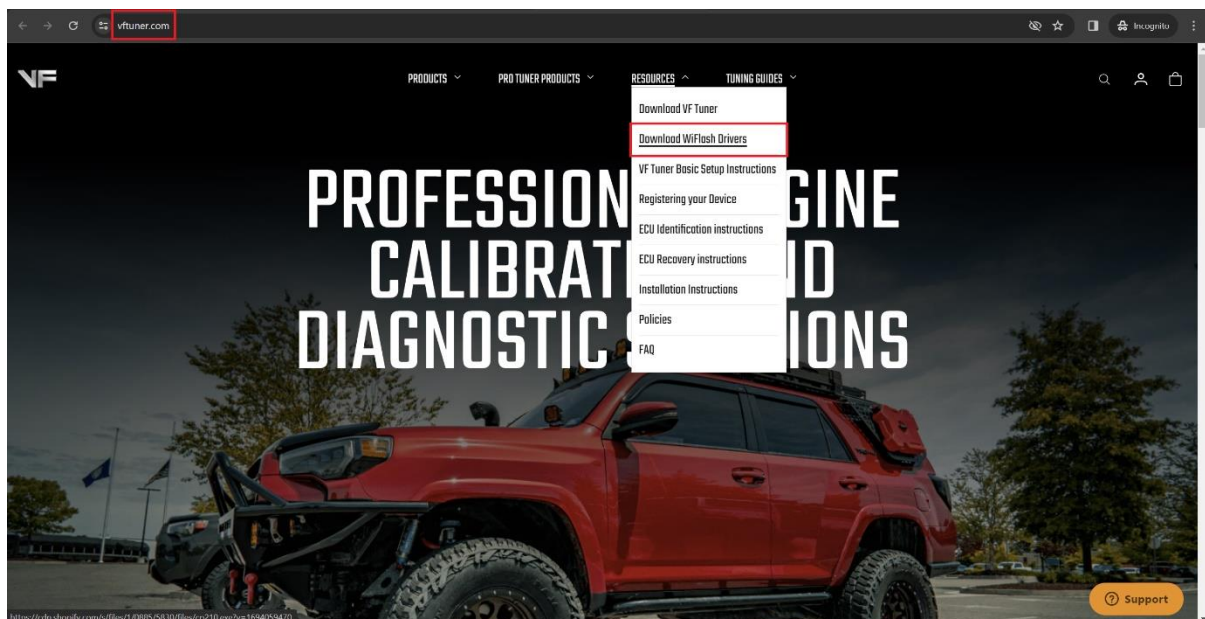 vftuner.com
Incognito
VF
PRODUCTS
PRO TUNER PRODUCTS
RESOURCES
TUNING GUIDES
Download VF Tuner
Download WiFlash Drivers
VF Tuner Basic Setup Instructions
Registering your Device
ECU Identification instructions
ECU Recovery instructions
Installation Instructions
Policies
FAQ
PROFESSION GINE
CALIBRAT ND
DIAGNOSTIC IONS
Support